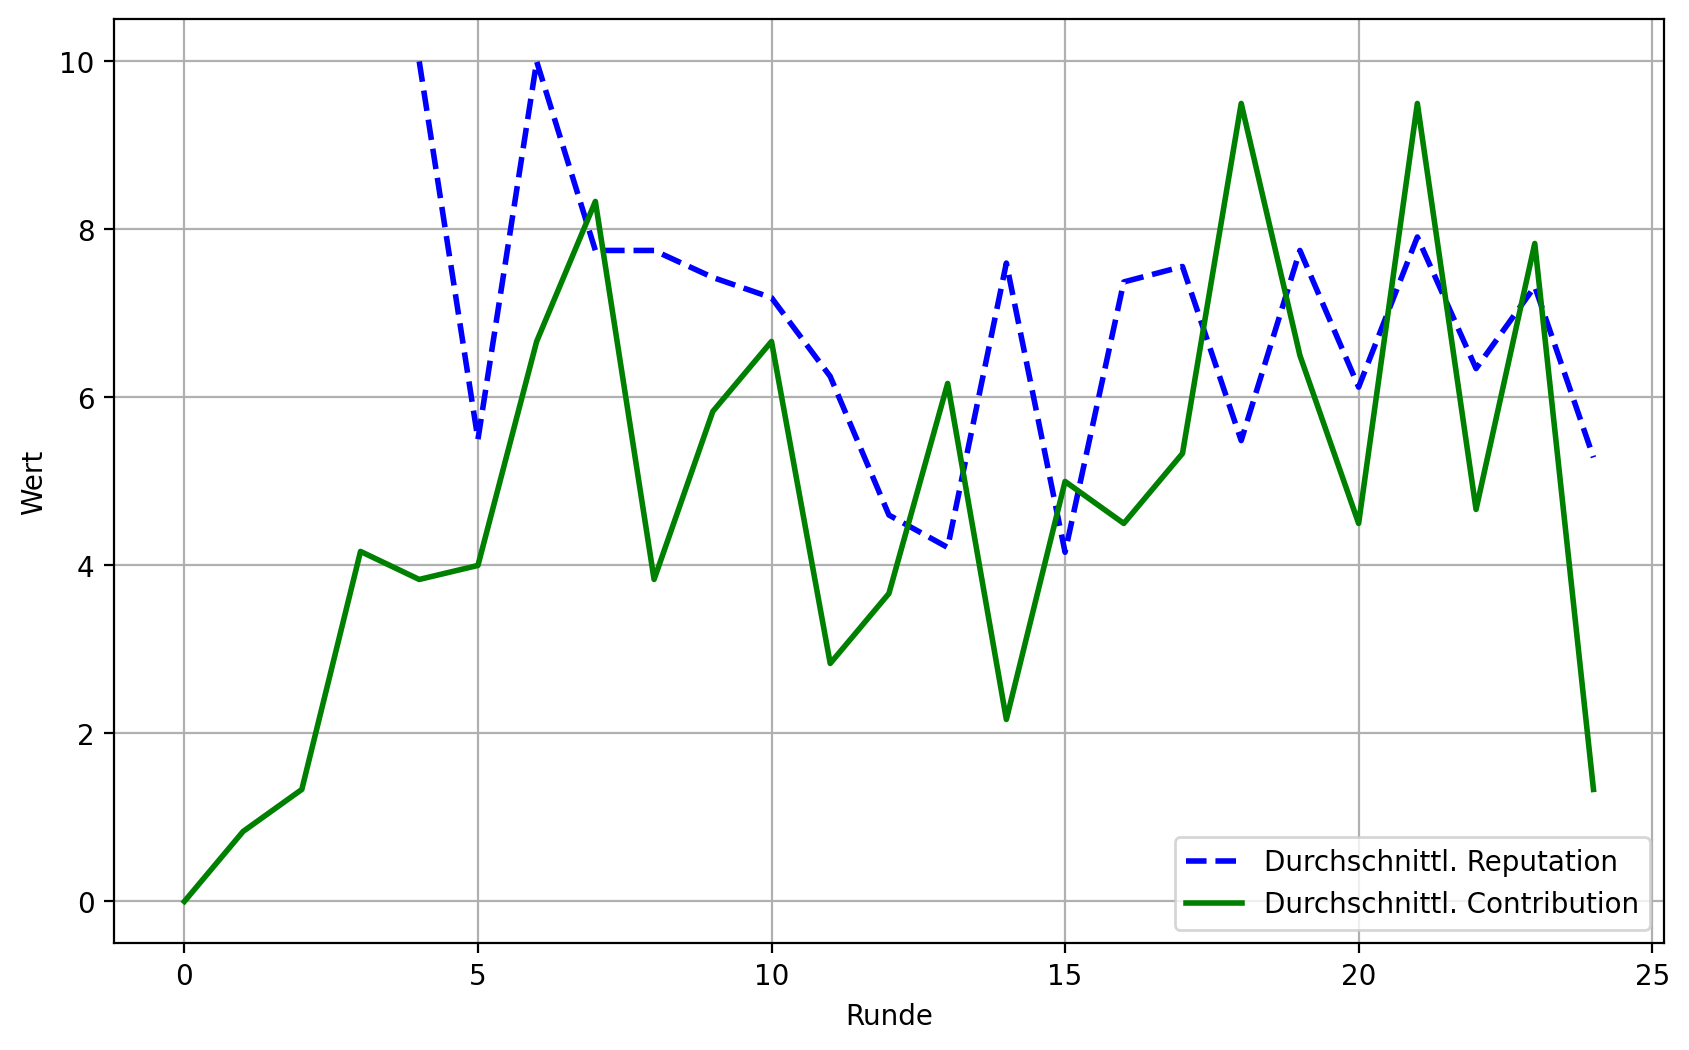 10
8
6
4
2
0
Wert
0 5 10 15 20 25
Runde
Durchschnittl. Reputation
Durchschnittl. Contribution